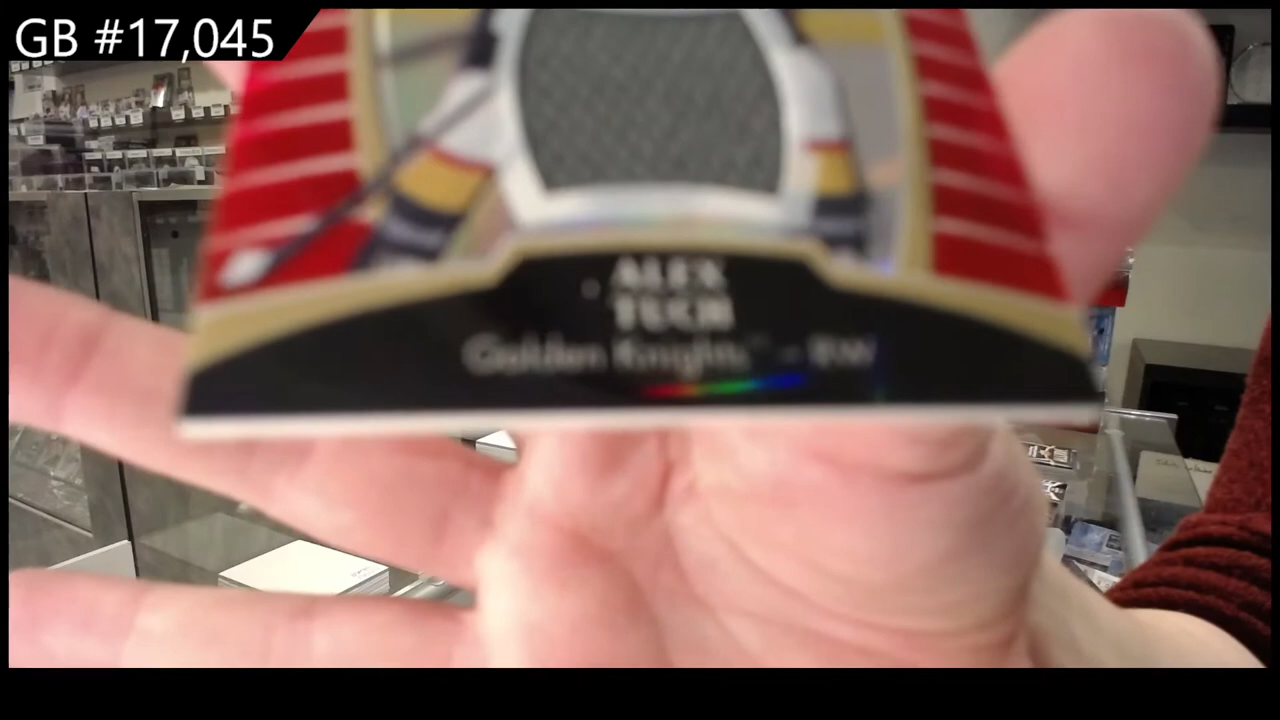 GB #17,045
ALEX
TUCH
Golden Knights™ – RW